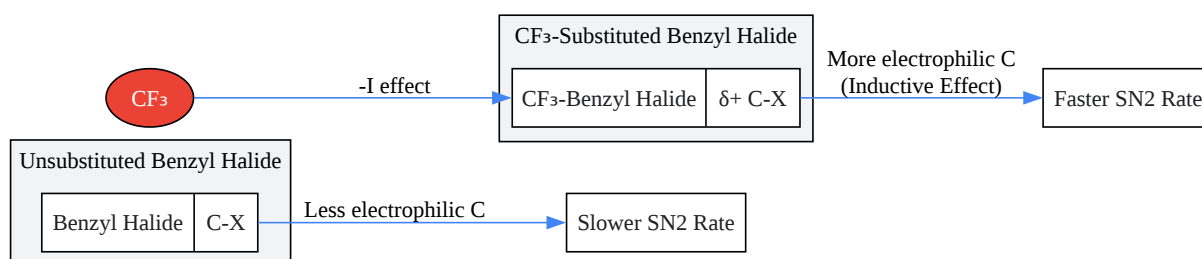 CF₃-Substituted Benzyl Halide
CF₃
-I effect
CF₃-Benzyl Halide
δ+ C-X
More electrophilic C
(Inductive Effect)
Faster SN2 Rate
Unsubstituted Benzyl Halide
Benzyl Halide
C-X
Less electrophilic C
Slower SN2 Rate